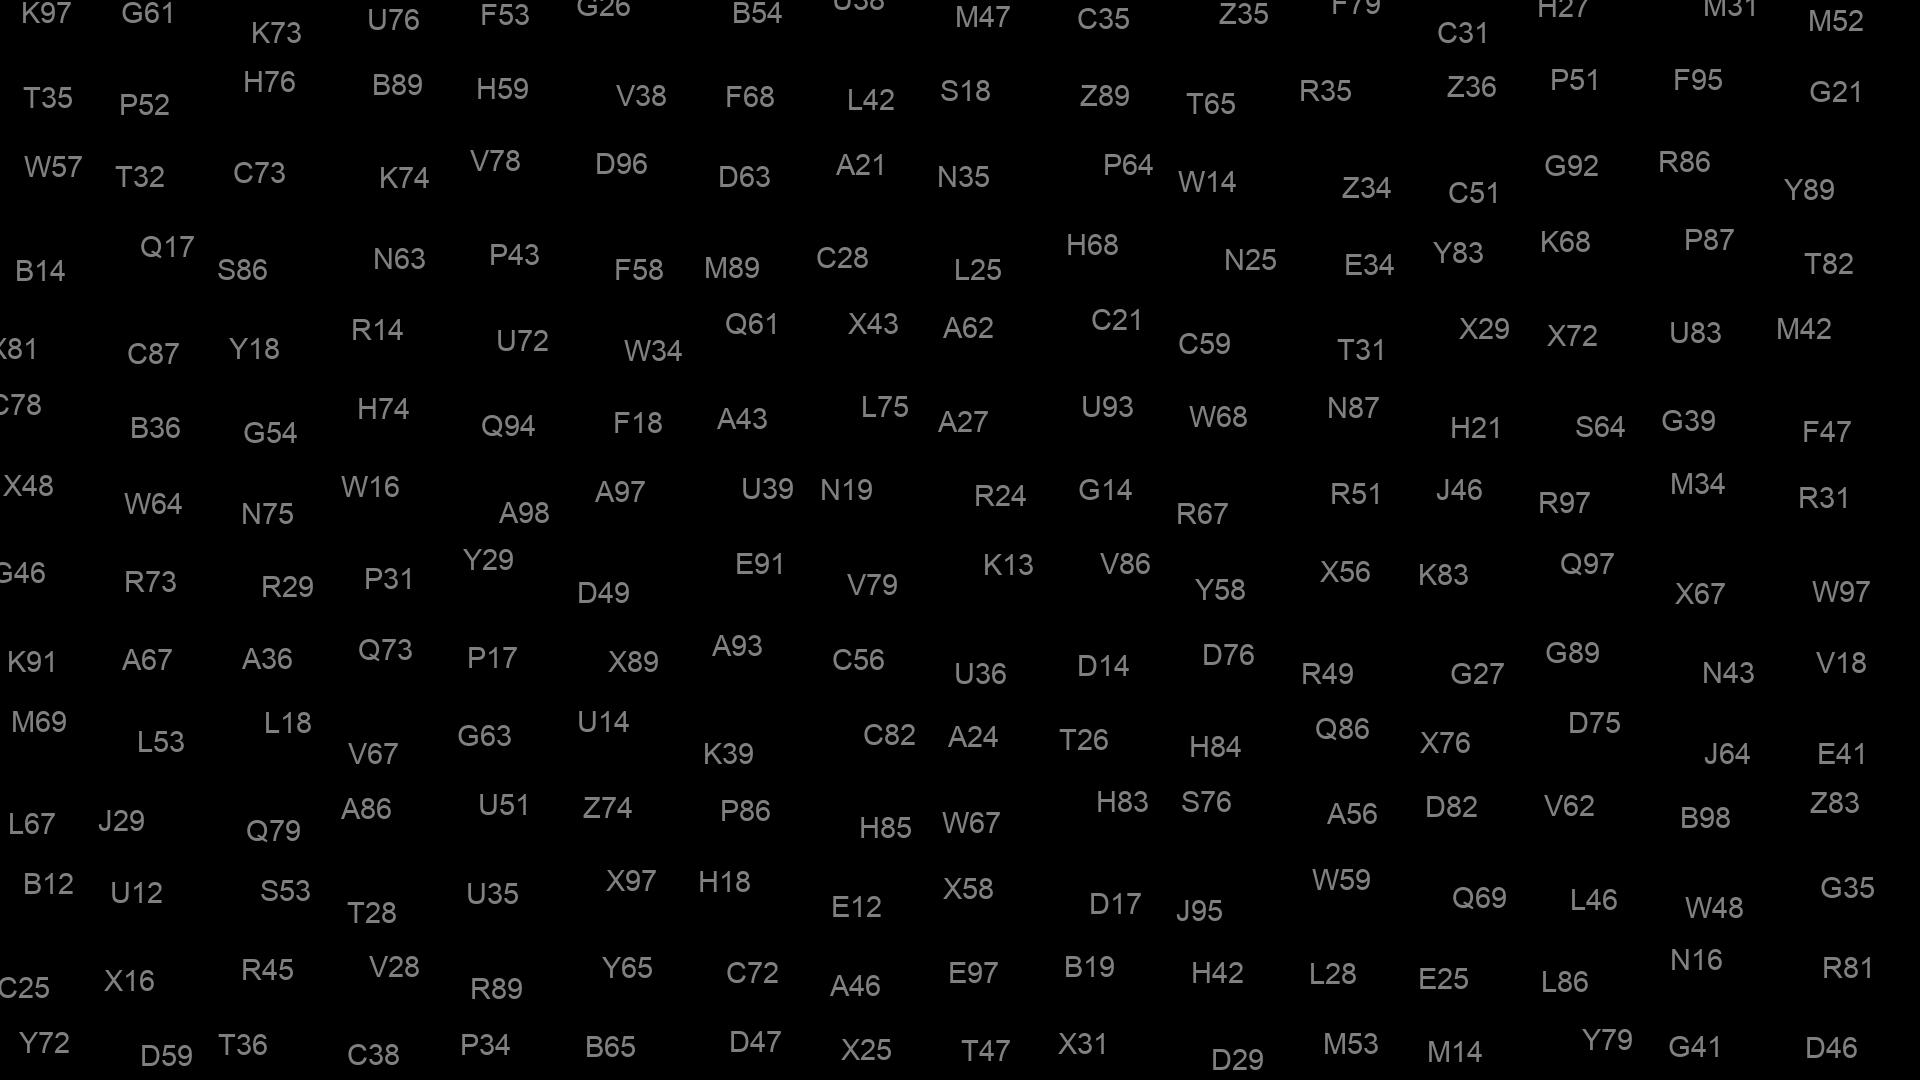 K97 G61 K73 U76 F53 G26 B54 U38 M47 C35 Z35 F79 C31 H27 M31 M52
T35 P52 H76 B89 H59 V38 F68 L42 S18 Z89 T65 R35 Z36 P51 F95 G21
W57 T32 C73 K74 V78 D96 D63 A21 N35 P64 W14 Z34 C51 G92 R86 Y89
B14 Q17 S86 N63 P43 F58 M89 C28 L25 H68 N25 E34 Y83 K68 P87 T82
81 C87 Y18 R14 U72 W34 Q61 X43 A62 C21 C59 T31 X29 X72 U83 M42
C78 B36 G54 H74 Q94 F18 A43 L75 A27 U93 W68 N87 H21 S64 G39 F47
X48 W64 N75 W16 A98 A97 U39 N19 R24 G14 R67 R51 J46 R97 M34 R31
G46 R73 R29 P31 Y29 D49 E91 V79 K13 V86 Y58 X56 K83 Q97 X67 W97
K91 A67 A36 Q73 P17 X89 A93 C56 U36 D14 D76 R49 G27 G89 N43 V18
M69 L53 L18 V67 G63 U14 K39 C82 A24 T26 H84 Q86 X76 D75 J64 E41
L67 J29 Q79 A86 U51 Z74 P86 H85 W67 H83 S76 A56 D82 V62 B98 Z83
B12 U12 S53 T28 U35 X97 H18 E12 X58 D17 J95 W59 Q69 L46 W48 G35
C25 X16 R45 V28 R89 Y65 C72 A46 E97 B19 H42 L28 E25 L86 N16 R81
Y72 D59 T36 C38 P34 B65 D47 X25 T47 X31 D29 M53 M14 Y79 G41 D46